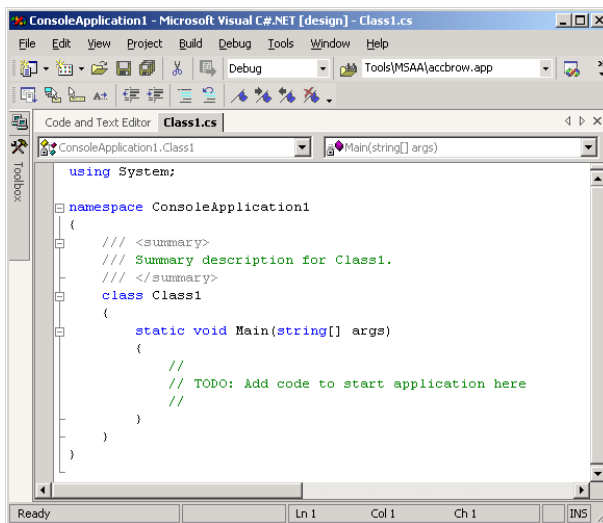 ConsoleApplication1 - Microsoft Visual C#.NET [design] - Class1.cs
File Edit View Project Build Debug Tools Window Help
Debug Tools\MSAA\accbrow.app
Code and Text Editor Class1.cs
Toolbox
ConsoleApplication1.Class1 Main(string[] args)
using System;
namespace ConsoleApplication1
{
/// <summary>
/// Summary description for Class1.
/// </summary>
class Class1
{
static void Main(string[] args)
{
//
// TODO: Add code to start application here
//
}
}
}
Ready Ln 1 Col 1 Ch 1 INS